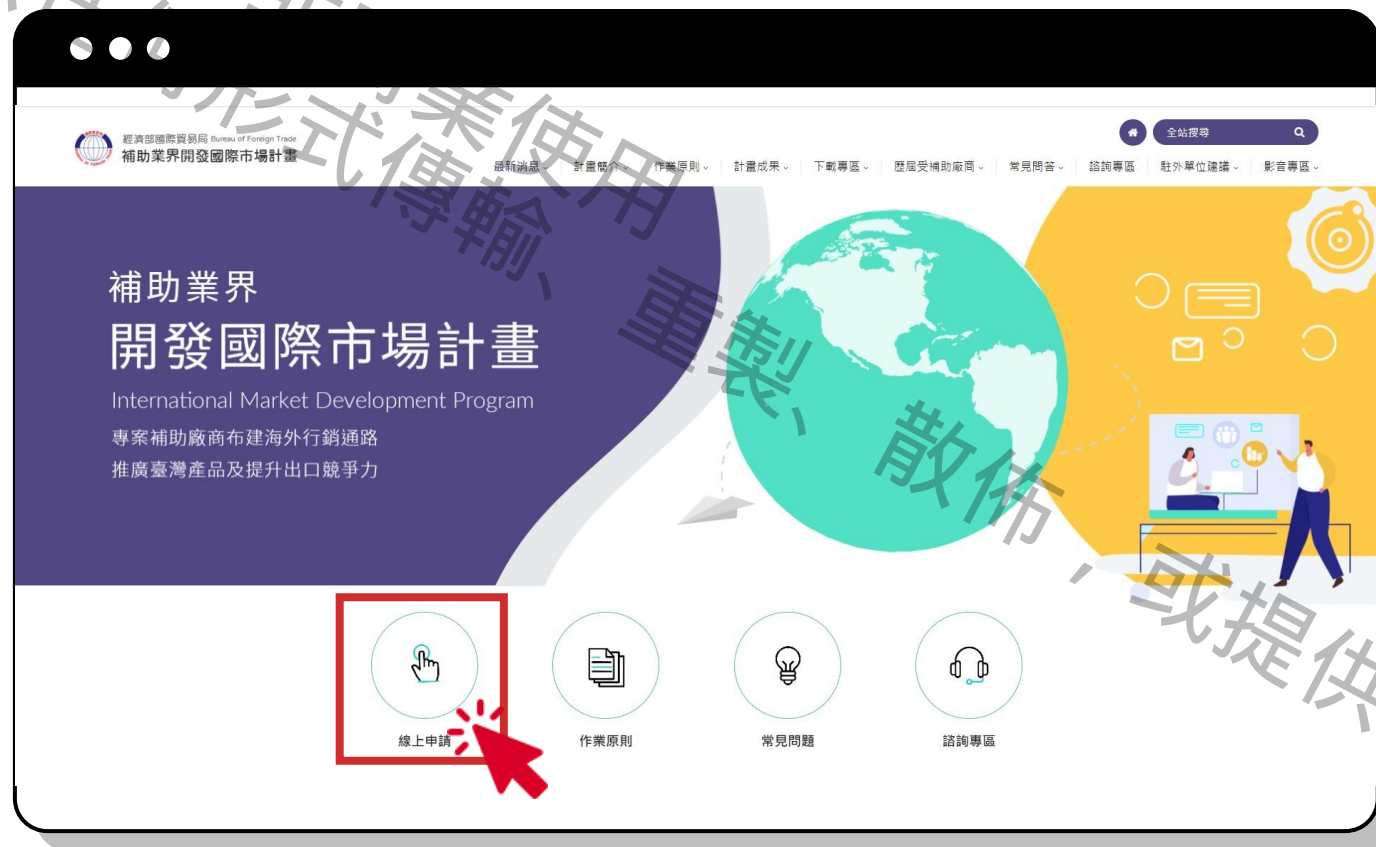 經濟部國際貿易局 Bureau of Foreign Trade
補助業界開發國際市場計畫
全站搜尋
最新消息 計畫簡介 作業原則 計畫成果 下載專區 歷屆受補助廠商 常見問答 諮詢專區 駐外單位建議 影音專區
補助業界
開發國際市場計畫
International Market Development Program
專案補助廠商布建海外行銷通路
推廣臺灣產品及提升出口競爭力
線上申請 作業原則 常見問題 諮詢專區
業使用
形式傳輸、重製、散佈，或提供